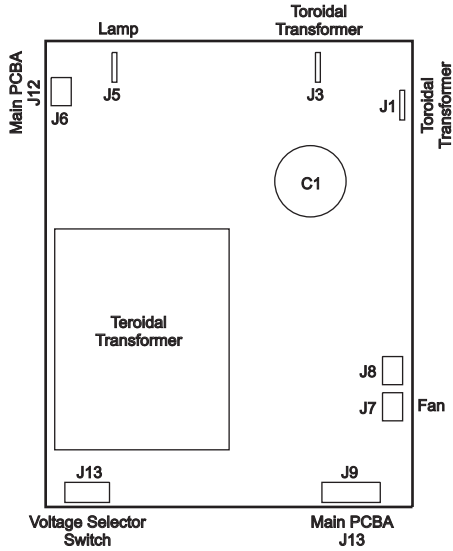 Lamp
Toroidal
Transformer
Main PCBA
J12
J6
J5
J3
J1
Toroidal
Transformer
C1
Teroidal
Transformer
J8
J7
Fan
J13
J9
Voltage Selector
Switch
Main PCBA
J13